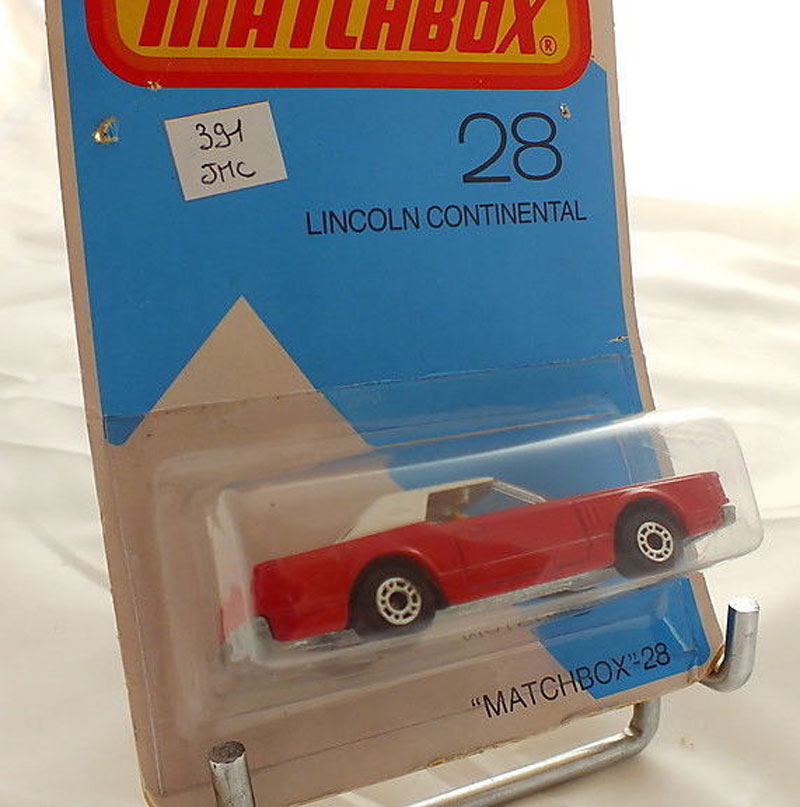 MATCHBOX®
391
JMC
28
LINCOLN CONTINENTAL
"MATCHBOX"-28